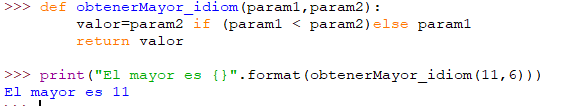 >>> def obtenerMayor_idiom(param1,param2):
        valor=param2 if (param1 < param2)else param1
        return valor

>>> print("El mayor es {}".format(obtenerMayor_idiom(11,6)))
El mayor es 11
>>>